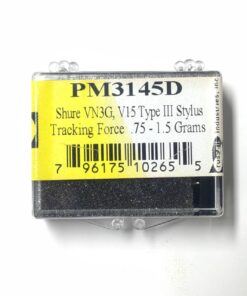 PM3145D
Shure VN3G, V15 Type III Stylus
Tracking Force .75 - 1.5 Grams
7 96175 10265 5